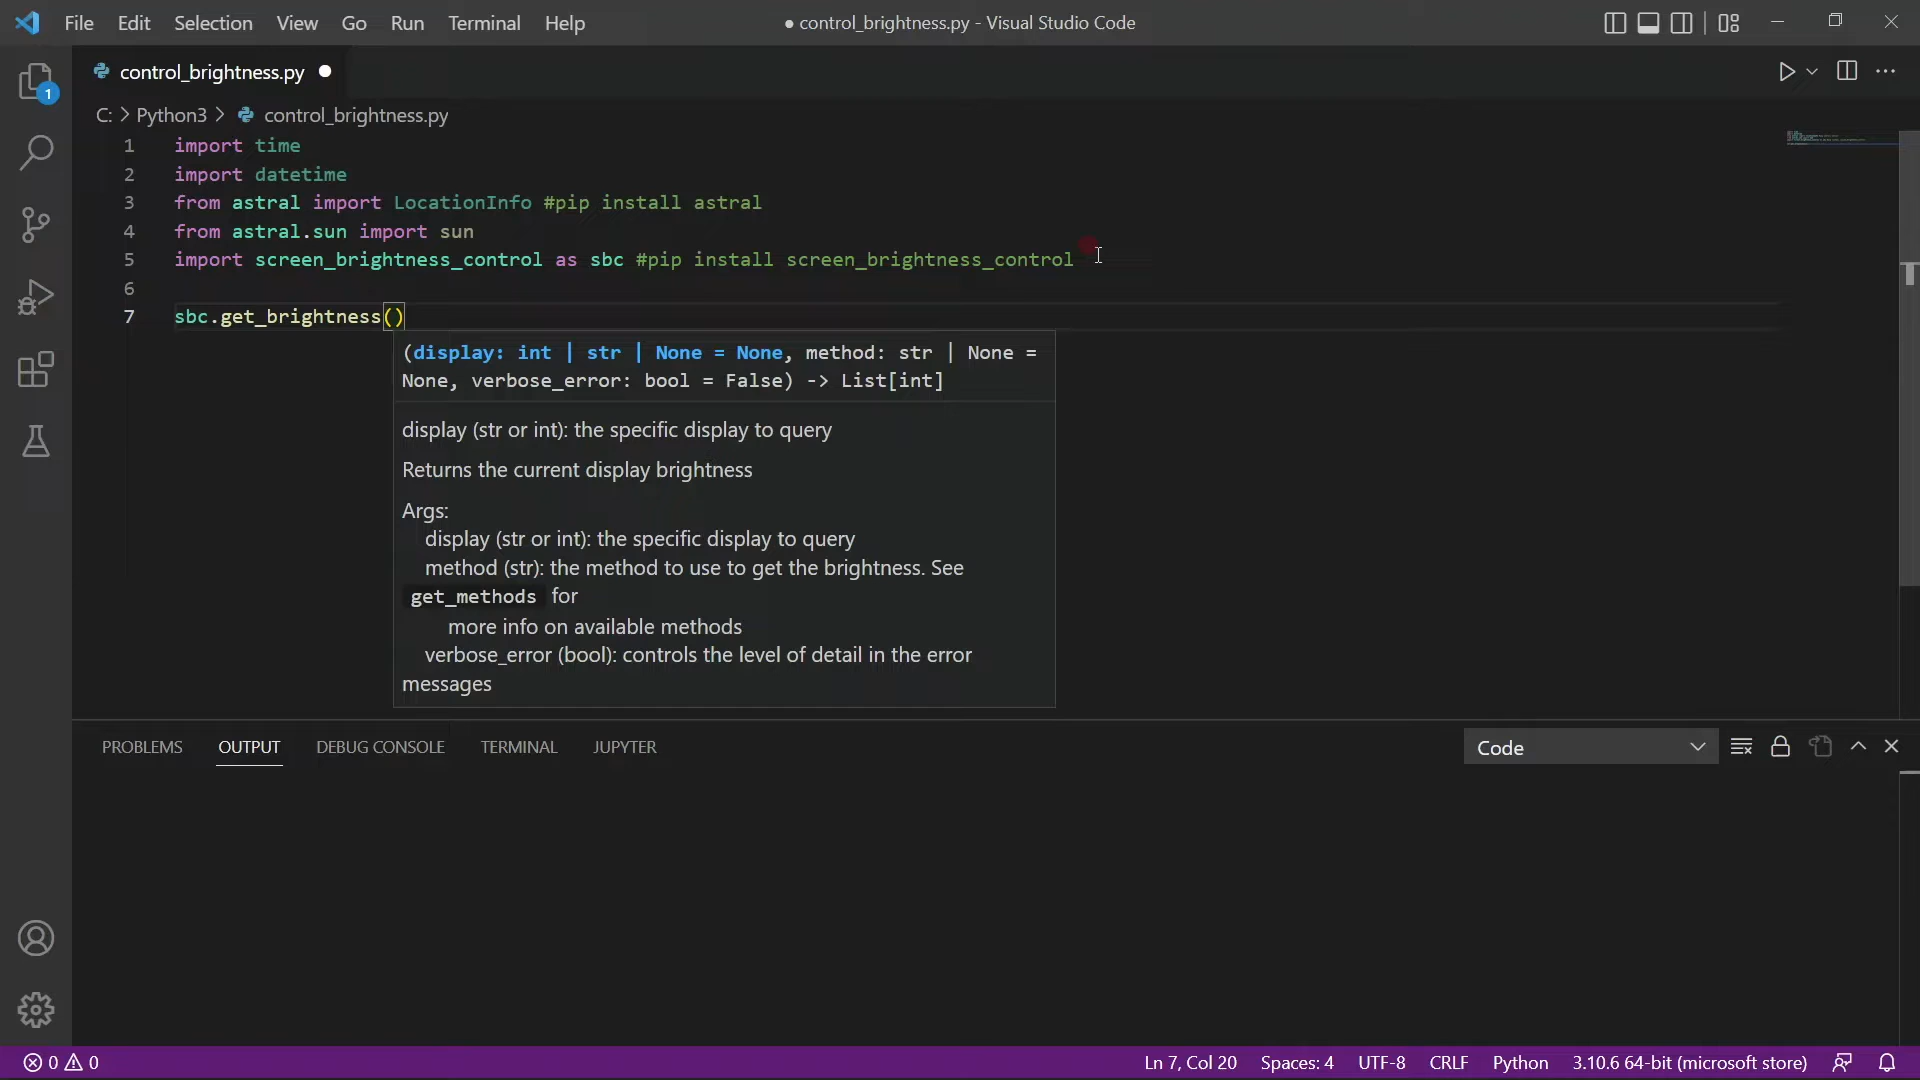 File Edit Selection View Go Run Terminal Help ● control_brightness.py - Visual Studio Code
control_brightness.py ●
1
C: > Python3 > control_brightness.py
1 import time
2 import datetime
3 from astral import LocationInfo #pip install astral
4 from astral.sun import sun
5 import screen_brightness_control as sbc #pip install screen_brightness_control
6
7 sbc.get_brightness()
(display: int | str | None = None, method: str | None =
None, verbose_error: bool = False) -> List[int]
display (str or int): the specific display to query
Returns the current display brightness
Args:
display (str or int): the specific display to query
method (str): the method to use to get the brightness. See
get_methods for
more info on available methods
verbose_error (bool): controls the level of detail in the error
messages
PROBLEMS OUTPUT DEBUG CONSOLE TERMINAL JUPYTER Code
0 0 Ln 7, Col 20 Spaces: 4 UTF-8 CRLF Python 3.10.6 64-bit (microsoft store)